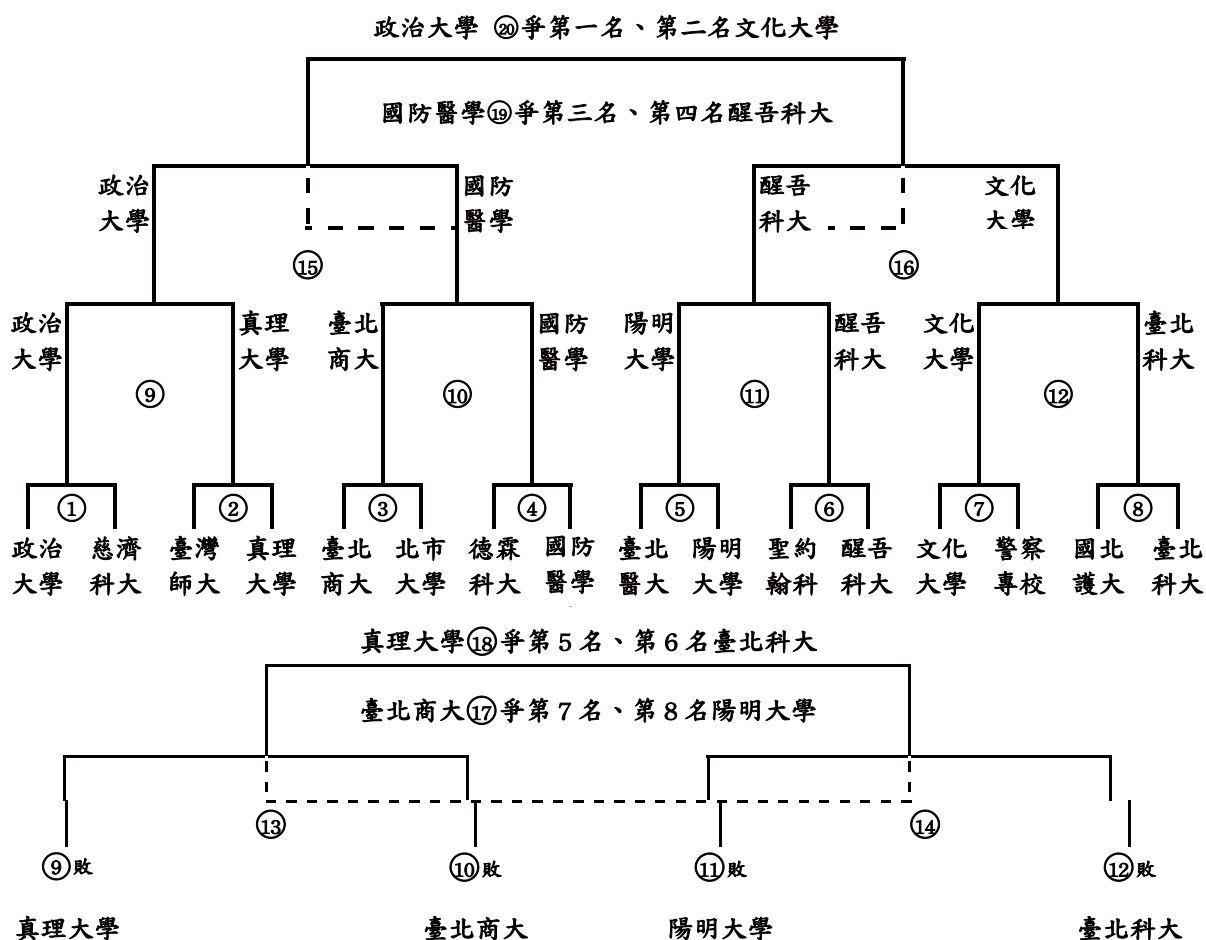 政治大學 ⑳爭第一名、第二名文化大學
國防醫學⑲爭第三名、第四名醒吾科大
政治 國防 醒吾 文化
大學 醫學 科大 大學
⑮ ⑯
政治 真理 臺北 國防 陽明 醒吾 文化 臺北
大學 大學 商大 醫學 大學 科大 大學 科大
⑨ ⑩ ⑪ ⑫
① ② ③ ④ ⑤ ⑥ ⑦ ⑧
政治 慈濟 臺灣 真理 臺北 北市 德霖 國防 臺北 陽明 聖約 醒吾 文化 警察 國北 臺北
大學 科大 師大 大學 商大 大學 科大 醫學 醫大 大學 翰科 科大 大學 專校 護大 科大
真理大學⑱爭第5名、第6名臺北科大
臺北商大⑰爭第7名、第8名陽明大學
⑬ ⑭
⑨敗 ⑩敗 ⑪敗 ⑫敗
真理大學 臺北商大 陽明大學 臺北科大